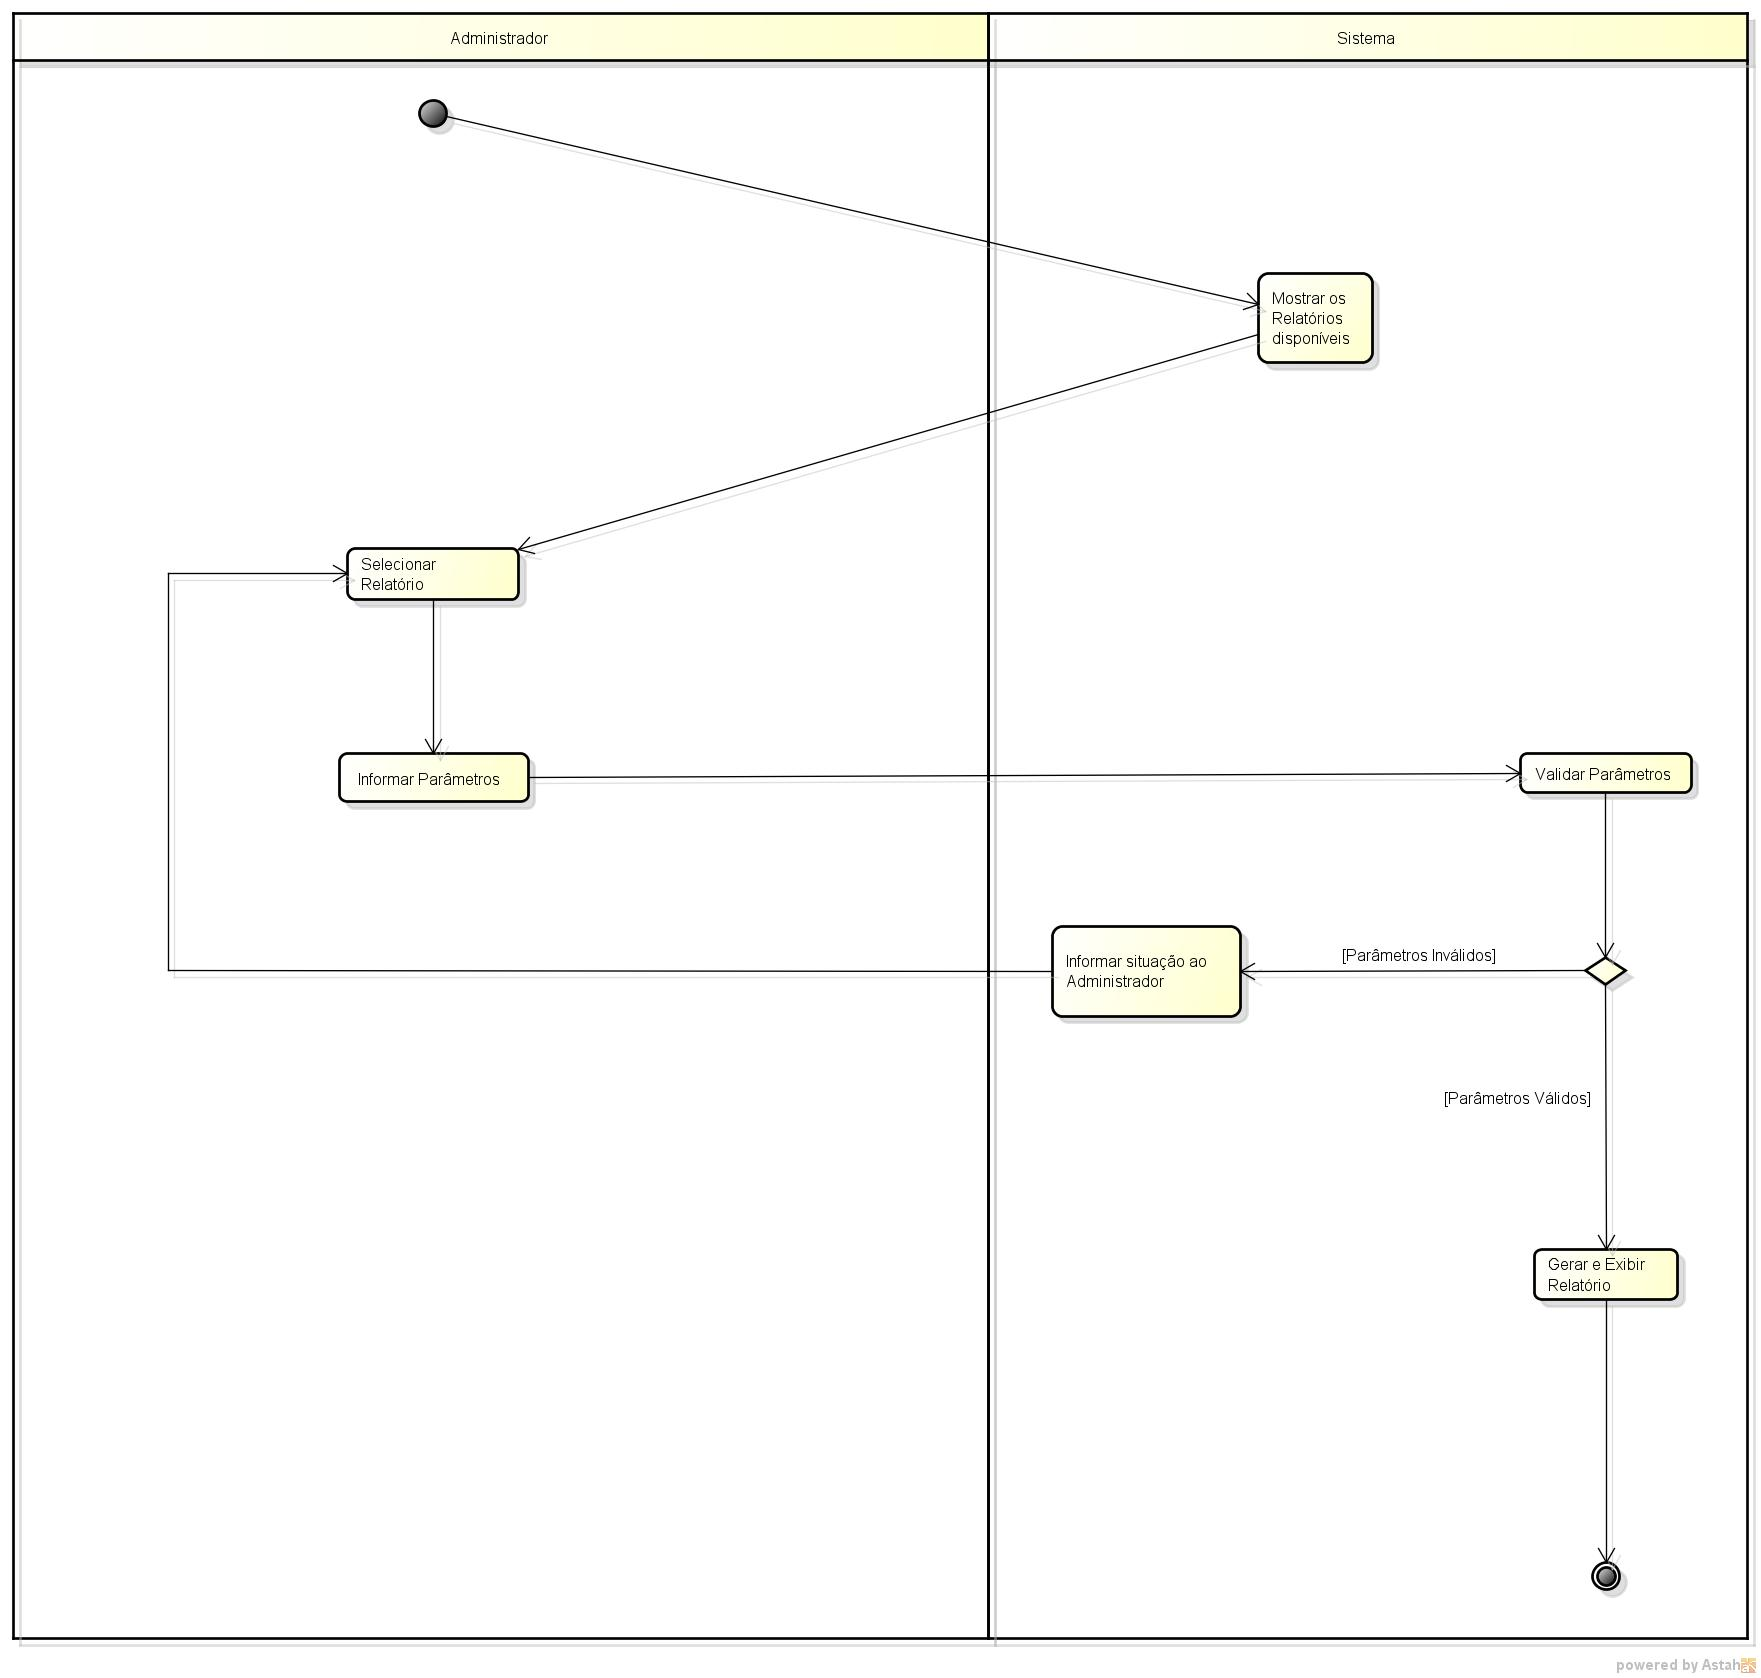 Administrador
Sistema
Mostrar os
Relatórios
disponíveis
Selecionar
Relatório
Informar Parâmetros
Validar Parâmetros
[Parâmetros Inválidos]
Informar situação ao
Administrador
[Parâmetros Válidos]
Gerar e Exibir
Relatório
powered by Astah